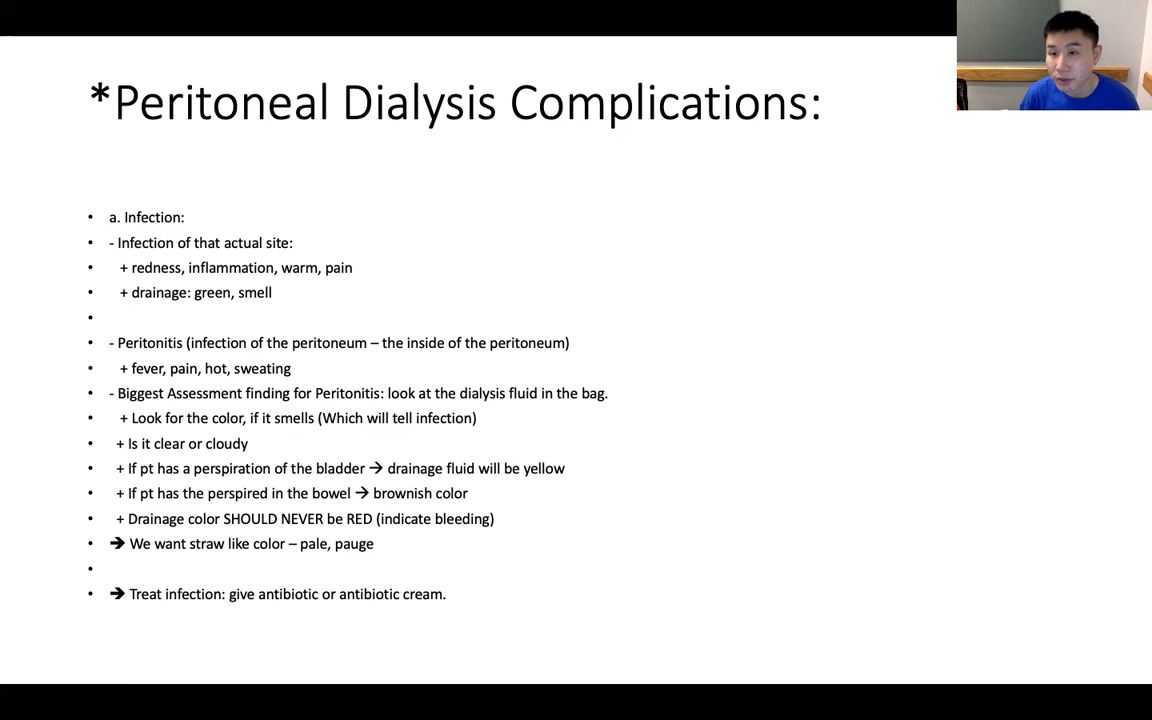 *Peritoneal Dialysis Complications:
• a. Infection:
• - Infection of that actual site:
• + redness, inflammation, warm, pain
• + drainage: green, smell
•
• - Peritonitis (infection of the peritoneum – the inside of the peritoneum)
• + fever, pain, hot, sweating
• - Biggest Assessment finding for Peritonitis: look at the dialysis fluid in the bag.
• + Look for the color, if it smells (Which will tell infection)
• + Is it clear or cloudy
• + If pt has a perspiration of the bladder → drainage fluid will be yellow
• + If pt has the perspired in the bowel → brownish color
• + Drainage color SHOULD NEVER be RED (indicate bleeding)
• ➔ We want straw like color – pale, pauge
•
• ➔ Treat infection: give antibiotic or antibiotic cream.